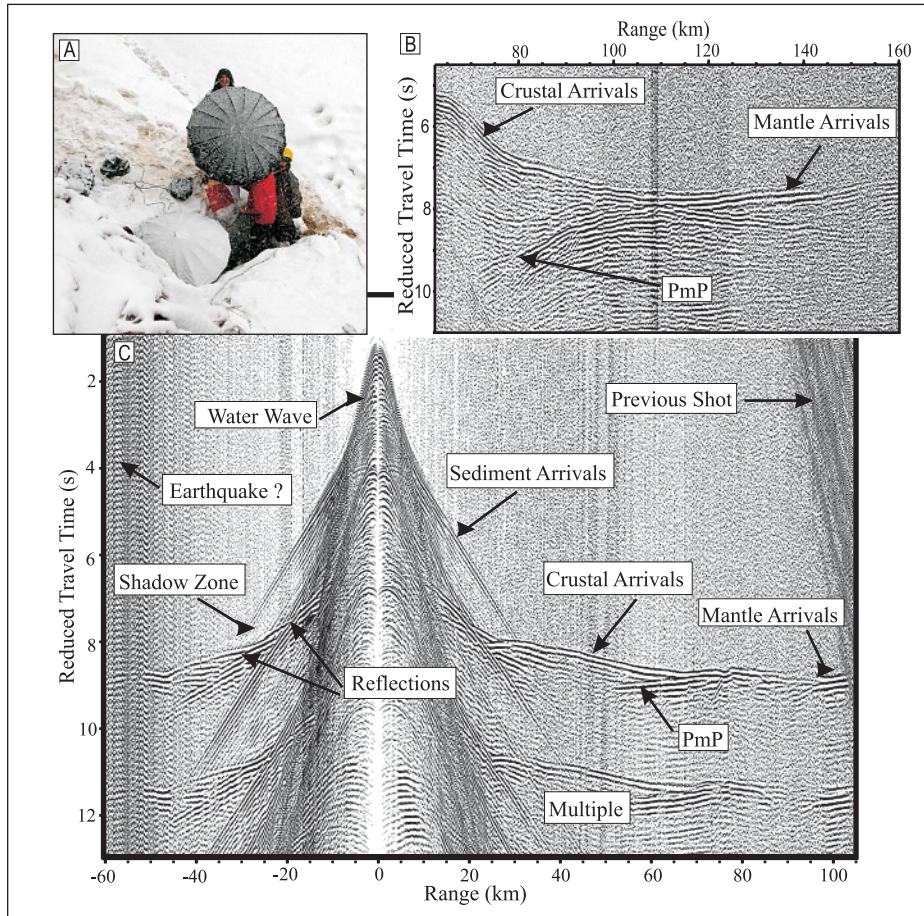 A
B
Range (km)
80 100 120 140 160
Crustal Arrivals
Mantle Arrivals
6
8
10
Reduced Travel Time (s)
PmP
C
2
4
6
8
10
12
Reduced Travel Time (s)
Water Wave
Previous Shot
Earthquake ?
Sediment Arrivals
Shadow Zone
Crustal Arrivals
Mantle Arrivals
Reflections
PmP
Multiple
-60 -40 -20 0 20 40 60 80 100
Range (km)